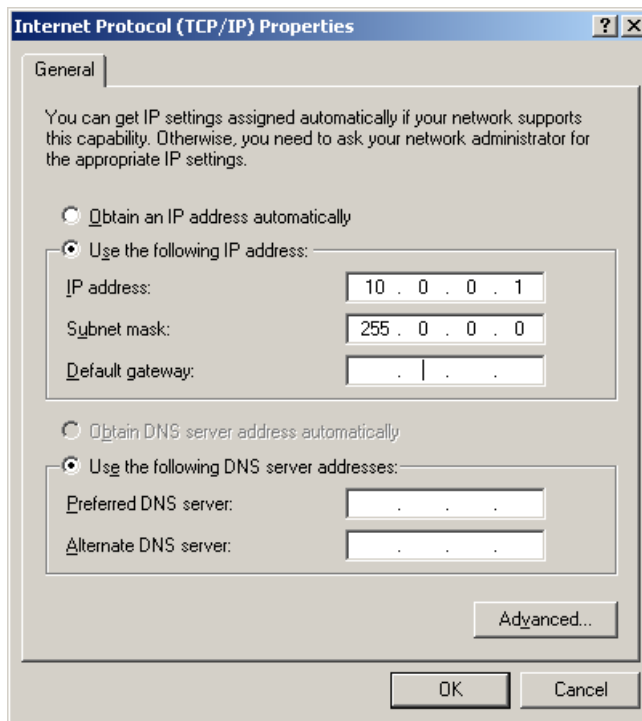 Internet Protocol (TCP/IP) Properties
General
You can get IP settings assigned automatically if your network supports
this capability. Otherwise, you need to ask your network administrator for
the appropriate IP settings.
Obtain an IP address automatically
Use the following IP address:
IP address: 10 . 0 . 0 . 1
Subnet mask: 255 . 0 . 0 . 0
Default gateway: . . .
Obtain DNS server address automatically
Use the following DNS server addresses:
Preferred DNS server: . . .
Alternate DNS server: . . .
Advanced...
OK Cancel